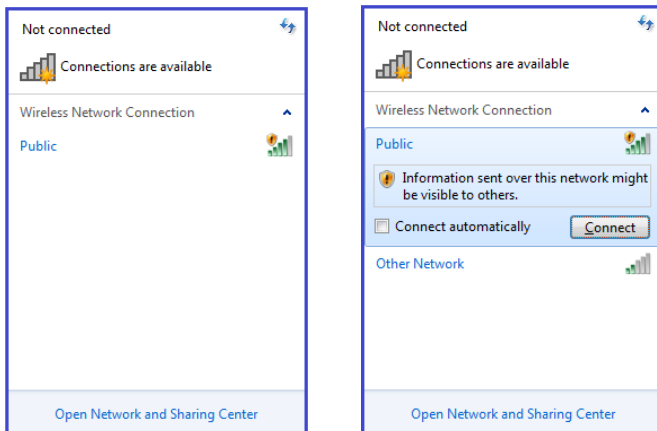 Not connected
Connections are available
Wireless Network Connection
Public
Open Network and Sharing Center
Not connected
Connections are available
Wireless Network Connection
Public
Information sent over this network might
be visible to others.
Connect automatically
Connect
Other Network
Open Network and Sharing Center